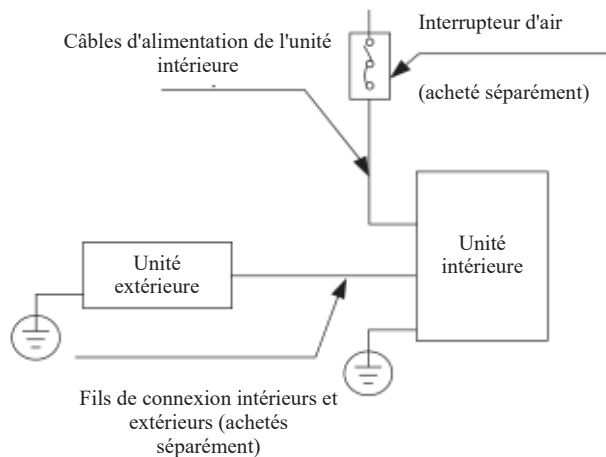 Câbles d'alimentation de l'unité
intérieure
Interrupteur d'air
(acheté séparément)
Unité
intérieure
Unité
extérieure
Fils de connexion intérieurs et
extérieurs (achetés
séparément)